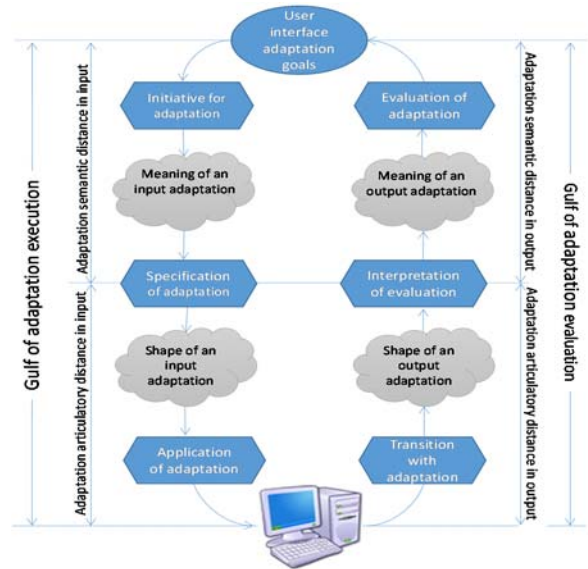 User
interface
adaptation
goals
Initiative for
adaptation
Evaluation of
adaptation
Meaning of an
input adaptation
Meaning of an
output adaptation
Specification
of adaptation
Interpretation
of evaluation
Shape of an
input
adaptation
Shape of an
output
adaptation
Application
of adaptation
Transition
with
adaptation
Gulf of adaptation execution
Adaptation semantic distance in input
Adaptation articulatory distance in input
Adaptation semantic distance in output
Adaptation articulatory distance in output
Gulf of adaptation evaluation